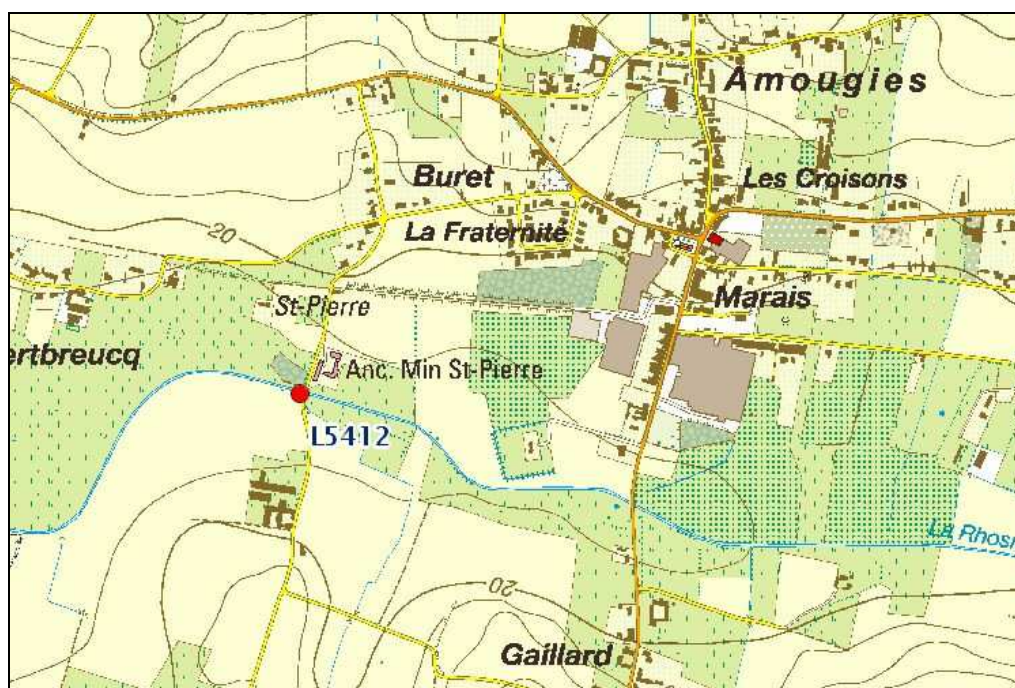 Amougies
Buret
Les Croisons
La Fraternité
20
St-Pierre
Marais
ertbreucq
Anc. Min St-Pierre
L5412
La Rhosn
20
Gaillard